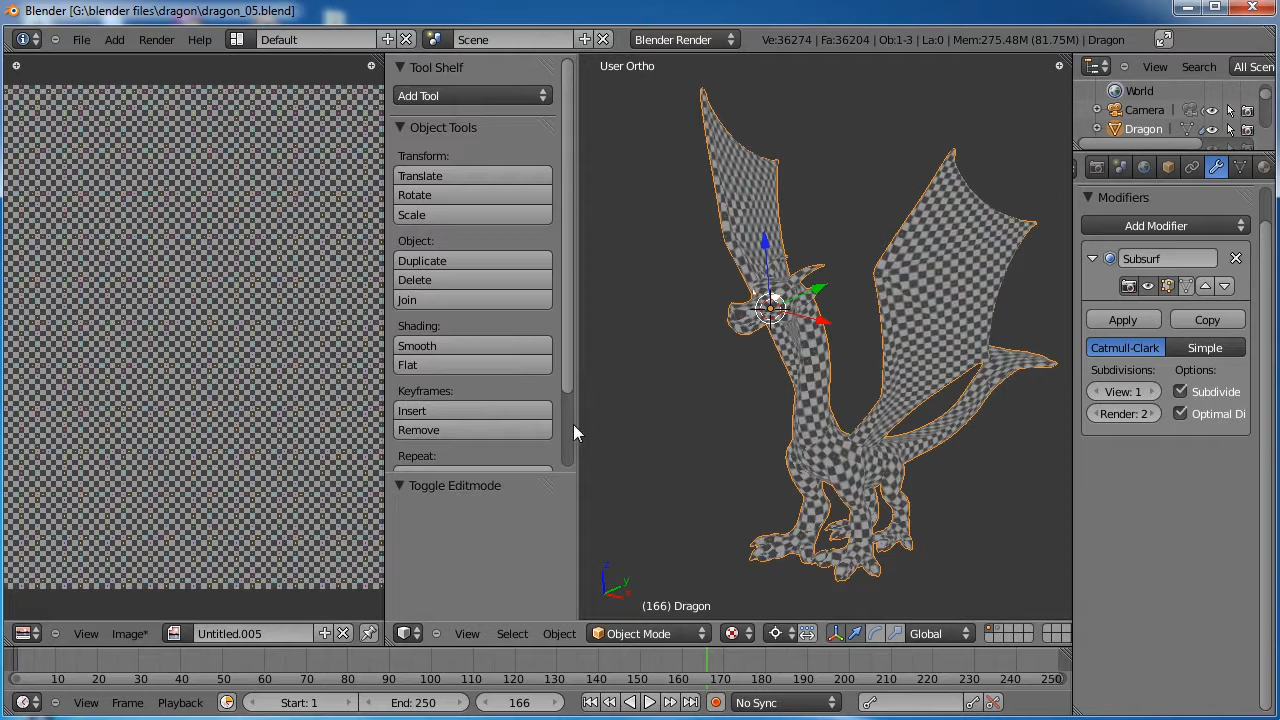 Blender [G:\blender files\dragon\dragon_05.blend]
File Add Render Help Default Scene Blender Render Ve:36274 | Fa:36204 | Ob:1-3 | La:0 | Mem:275.48M (81.75M) | Dragon
Tool Shelf
Add Tool
Object Tools
Transform:
Translate
Rotate
Scale
Object:
Duplicate
Delete
Join
Shading:
Smooth
Flat
Keyframes:
Insert
Remove
Repeat:
Toggle Editmode
User Ortho
z
y
x
(166) Dragon
View Search All Scen
World
Camera
Dragon
Modifiers
Add Modifier
Subsurf
Apply Copy
Catmull-Clark Simple
Subdivisions: Options:
View: 1 Subdivide
Render: 2 Optimal Di
View Image* Untitled.005
View Select Object Object Mode Global
10 20 30 40 50 60 70 80 90 100 110 120 130 140 150 160 170 180 190 200 210 220 230 240 250
View Frame Playback Start: 1 End: 250 166 No Sync